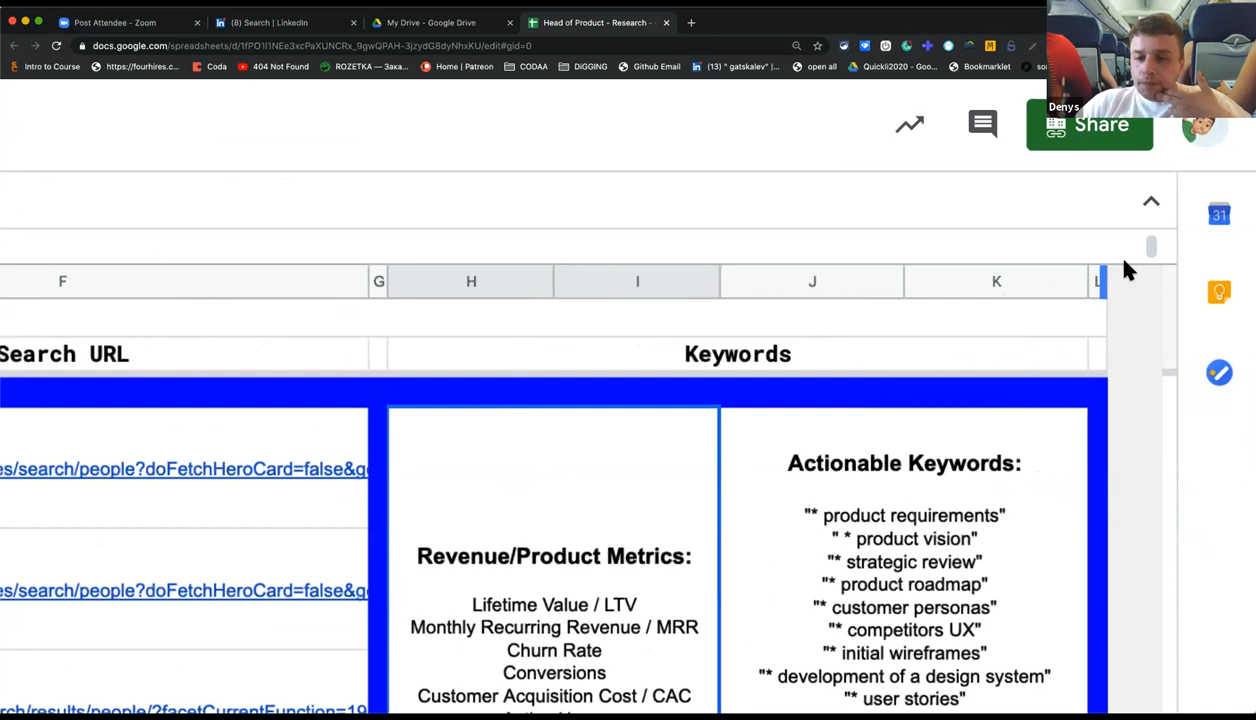 Post Attendee - Zoom
(8) Search | LinkedIn
My Drive - Google Drive
Head of Product - Research -
docs.google.com/spreadsheets/d/1fPO1I1NEe3xcPaXUNCRx_9gwQPAH-3jzydG8dyNhxKU/edit#gid=0
Intro to Course
https://fourhires.c...
Coda
404 Not Found
ROZETKA — Зака...
Home | Patreon
CODAA
DiGGING
Github Email
(13) " gatskalev" |...
open all
Quickli2020 - Goo...
Bookmarklet
Denys
Share
31
F
G
H
I
J
K
L
Search URL
Keywords
es/search/people?doFetchHeroCard=false&g
Actionable Keywords:
"* product requirements"
" * product vision"
"* strategic review"
"* product roadmap"
"* customer personas"
"* competitors UX"
"* initial wireframes"
"* development of a design system"
"* user stories"
Revenue/Product Metrics:
Lifetime Value / LTV
Monthly Recurring Revenue / MRR
Churn Rate
Conversions
Customer Acquisition Cost / CAC
es/search/people?doFetchHeroCard=false&g
rch/results/people/?facetCurrentFunction=19